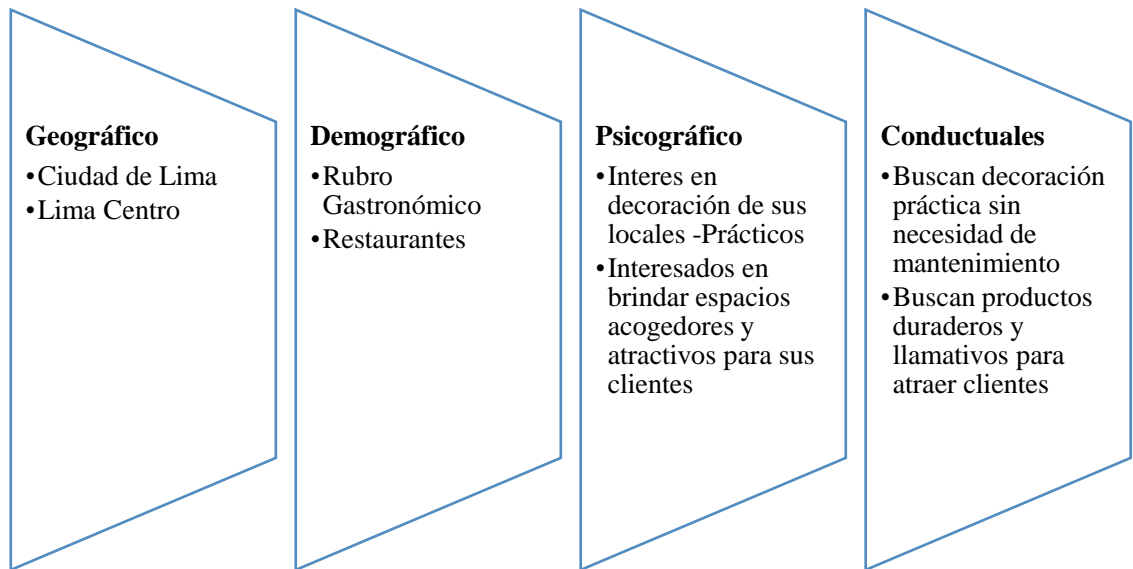 Geográfico
•Ciudad de Lima
•Lima Centro
Demográfico
•Rubro
Gastronómico
•Restaurantes
Psicográfico
•Interes en
decoración de sus
locales -Prácticos
•Interesados en
brindar espacios
acogedores y
atractivos para sus
clientes
Conductuales
•Buscan decoración
práctica sin
necesidad de
mantenimiento
•Buscan productos
duraderos y
llamativos para
atraer clientes